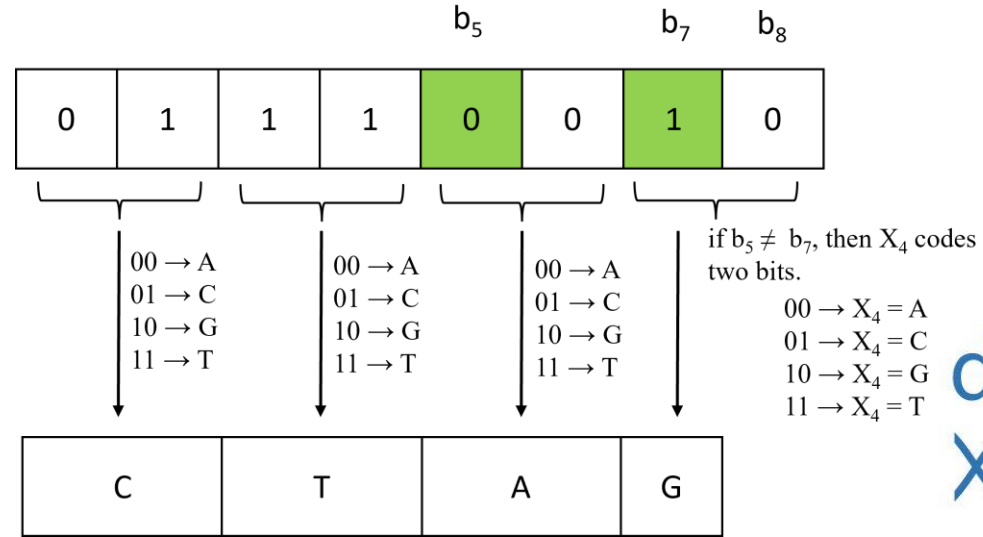 b₅ b₇ b₈
0 1 1 1 0 0 1 0
if b₅ ≠ b₇, then X₄ codes
two bits.
00 → A
01 → C
10 → G
11 → T
00 → A
01 → C
10 → G
11 → T
00 → A
01 → C
10 → G
11 → T
00 → X₄ = A
01 → X₄ = C
10 → X₄ = G
11 → X₄ = T
C T A G